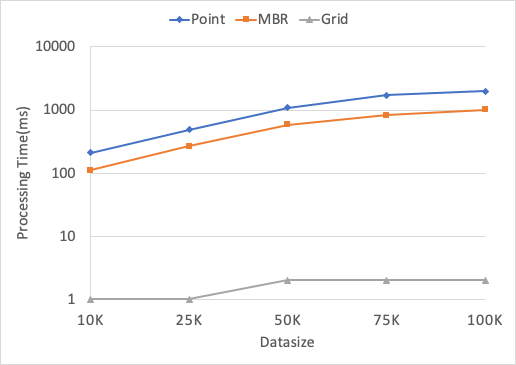 Point MBR Grid
10000
1000
100
10
1
Processing Time(ms)
10K 25K 50K 75K 100K
Datasize